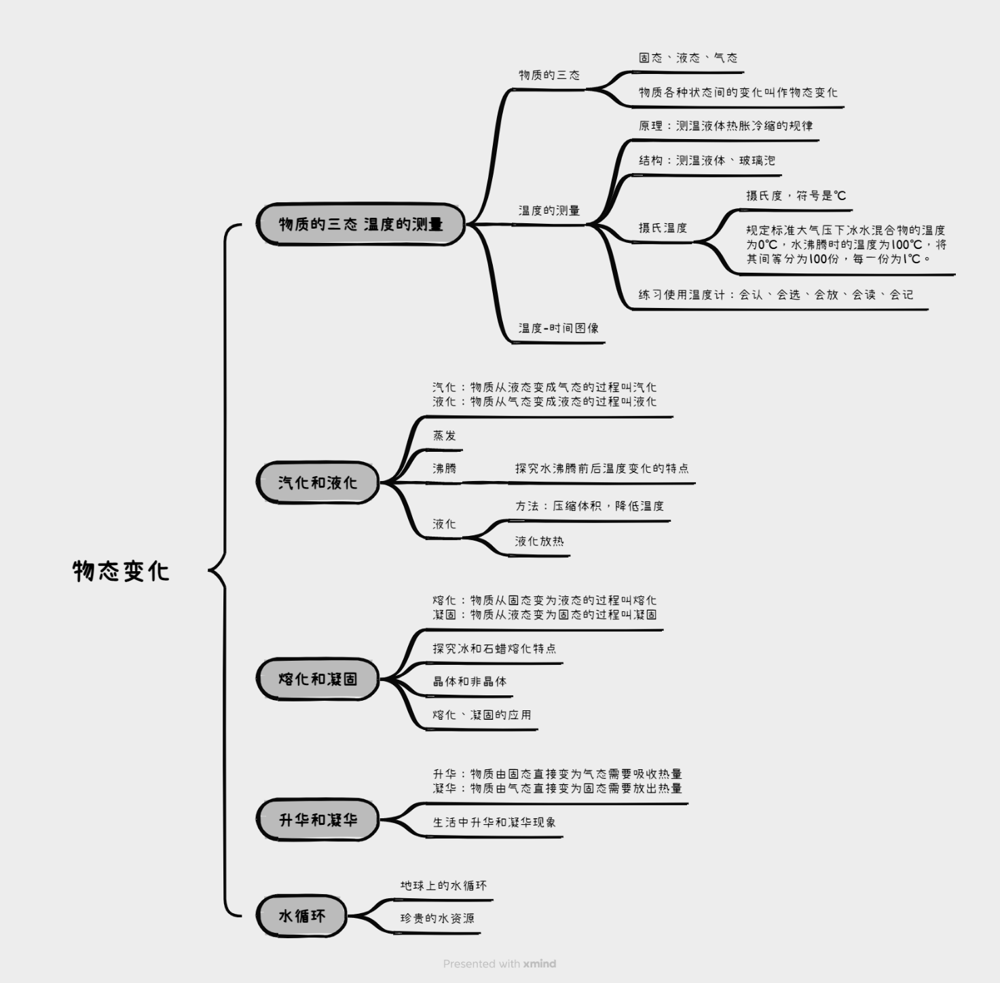 物态变化
物质的三态 温度的测量
物质的三态
固态、液态、气态
物质各种状态间的变化叫作物态变化
温度的测量
原理：测温液体热胀冷缩的规律
结构：测温液体、玻璃泡
摄氏温度
摄氏度，符号是℃
规定标准大气压下冰水混合物的温度
为0℃，水沸腾时的温度为100℃，将
其间等分为100份，每一份为1℃。
练习使用温度计：会认、会选、会放、会读、会记
温度-时间图像
汽化和液化
汽化：物质从液态变成气态的过程叫汽化
液化：物质从气态变成液态的过程叫液化
蒸发
沸腾
探究水沸腾前后温度变化的特点
液化
方法：压缩体积，降低温度
液化放热
熔化和凝固
熔化：物质从固态变为液态的过程叫熔化
凝固：物质从液态变为固态的过程叫凝固
探究冰和石蜡熔化特点
晶体和非晶体
熔化、凝固的应用
升华和凝华
升华：物质由固态直接变为气态需要吸收热量
凝华：物质由气态直接变为固态需要放出热量
生活中升华和凝华现象
水循环
地球上的水循环
珍贵的水资源
Presented with xmind